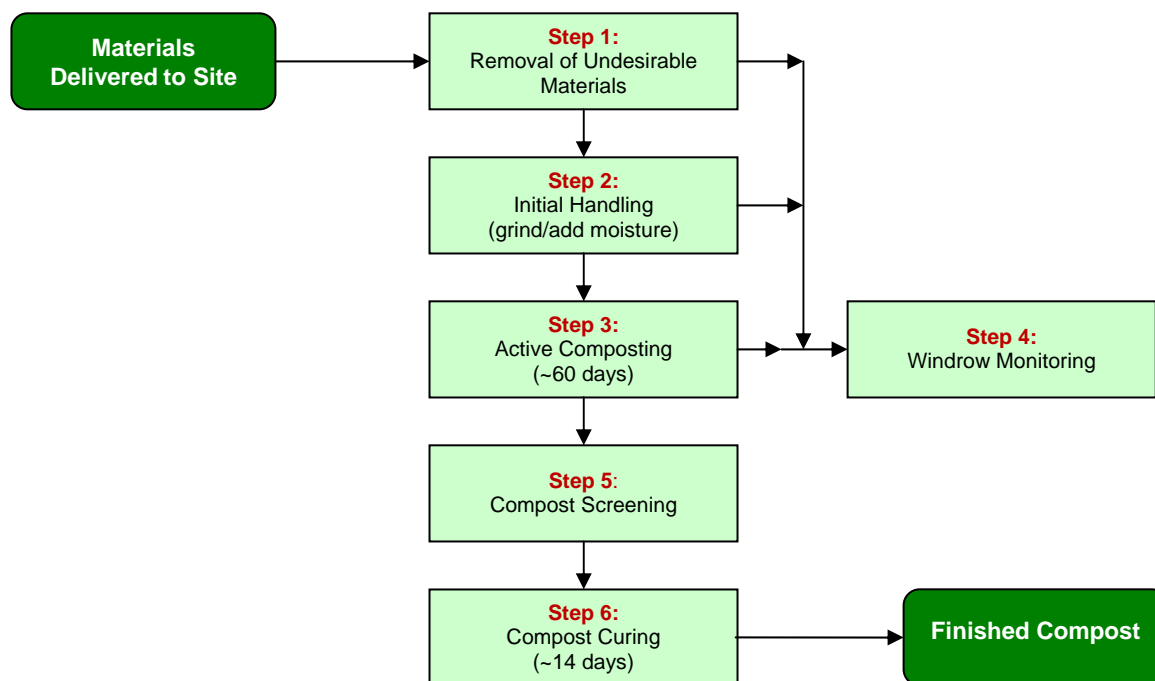 Materials
Delivered to Site
Step 1:
Removal of Undesirable
Materials
Step 2:
Initial Handling
(grind/add moisture)
Step 3:
Active Composting
(~60 days)
Step 4:
Windrow Monitoring
Step 5:
Compost Screening
Step 6:
Compost Curing
(~14 days)
Finished Compost